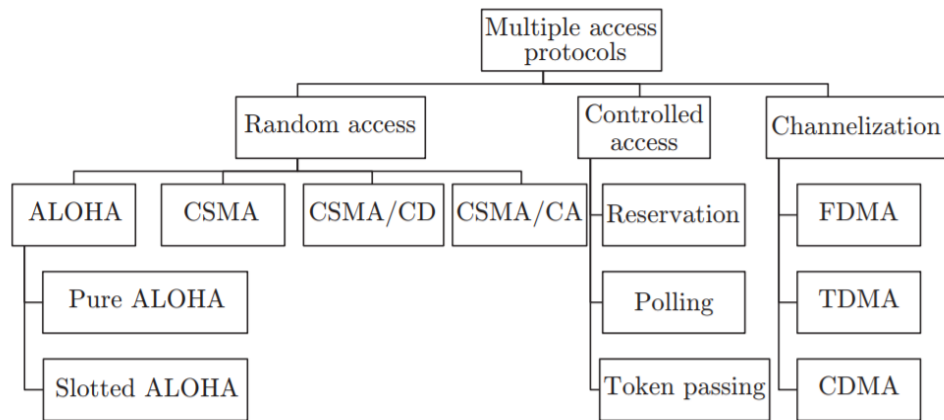 Multiple access
protocols
Random access
Controlled
access
Channelization
ALOHA
CSMA
CSMA/CD
CSMA/CA
Reservation
FDMA
Pure ALOHA
Polling
TDMA
Slotted ALOHA
Token passing
CDMA